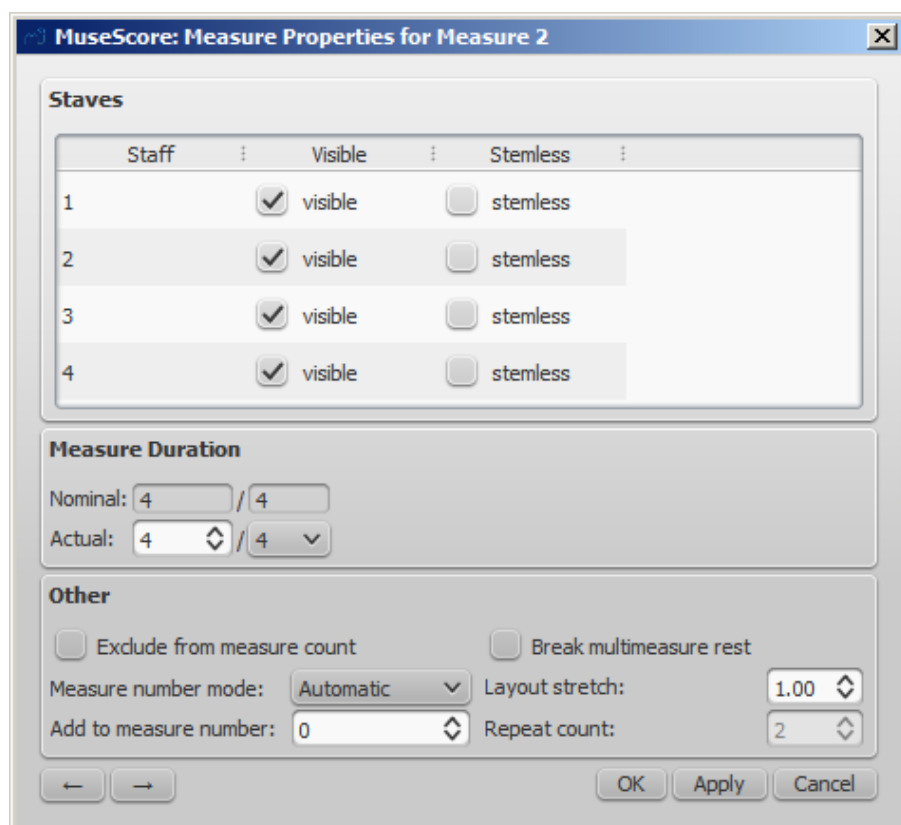 MuseScore: Measure Properties for Measure 2
Staves
Staff Visible Stemless
1 visible stemless
2 visible stemless
3 visible stemless
4 visible stemless
Measure Duration
Nominal: 4 / 4
Actual: 4 / 4
Other
Exclude from measure count Break multimeasure rest
Measure number mode: Automatic Layout stretch: 1.00
Add to measure number: 0 Repeat count: 2
← → OK Apply Cancel